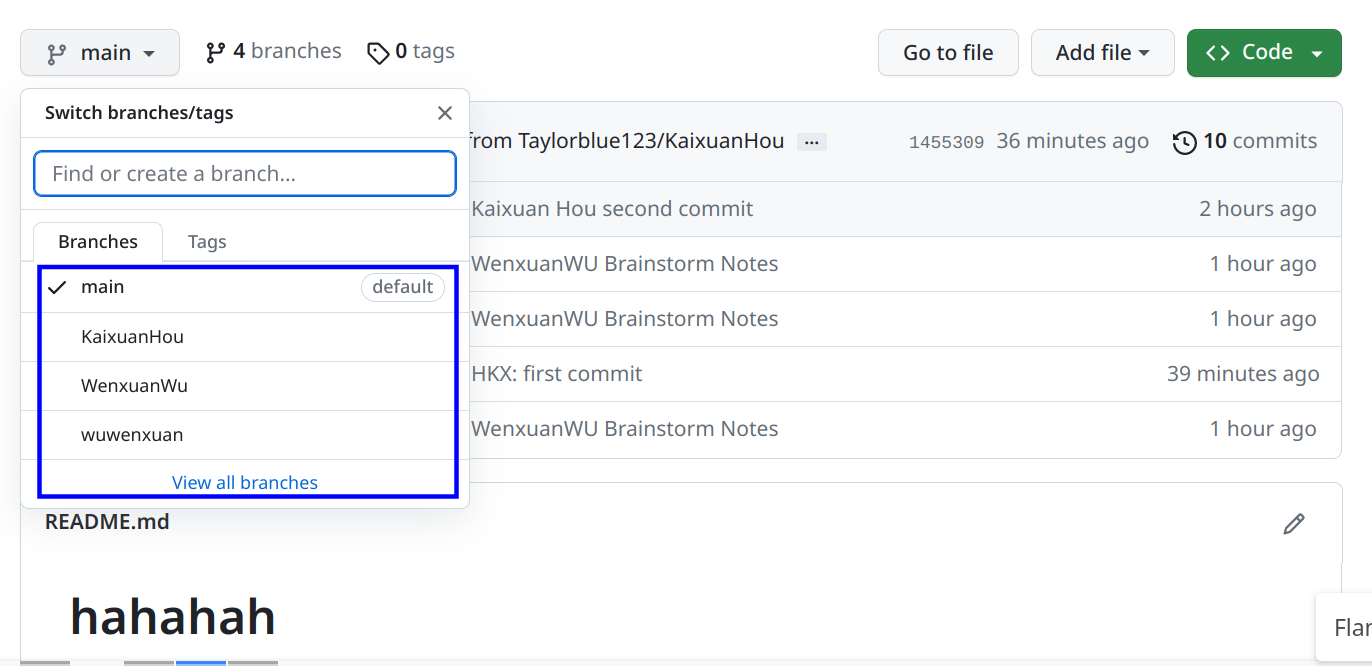 main
4 branches
0 tags
Go to file
Add file
Code
Switch branches/tags
from Taylorblue123/KaixuanHou
...
1455309
36 minutes ago
10 commits
Find or create a branch...
Kaixuan Hou second commit
2 hours ago
Branches
Tags
WenxuanWU Brainstorm Notes
1 hour ago
main
default
KaixuanHou
WenxuanWU Brainstorm Notes
1 hour ago
WenxuanWu
HKX: first commit
39 minutes ago
wuwenxuan
WenxuanWU Brainstorm Notes
1 hour ago
View all branches
README.md
hahahah